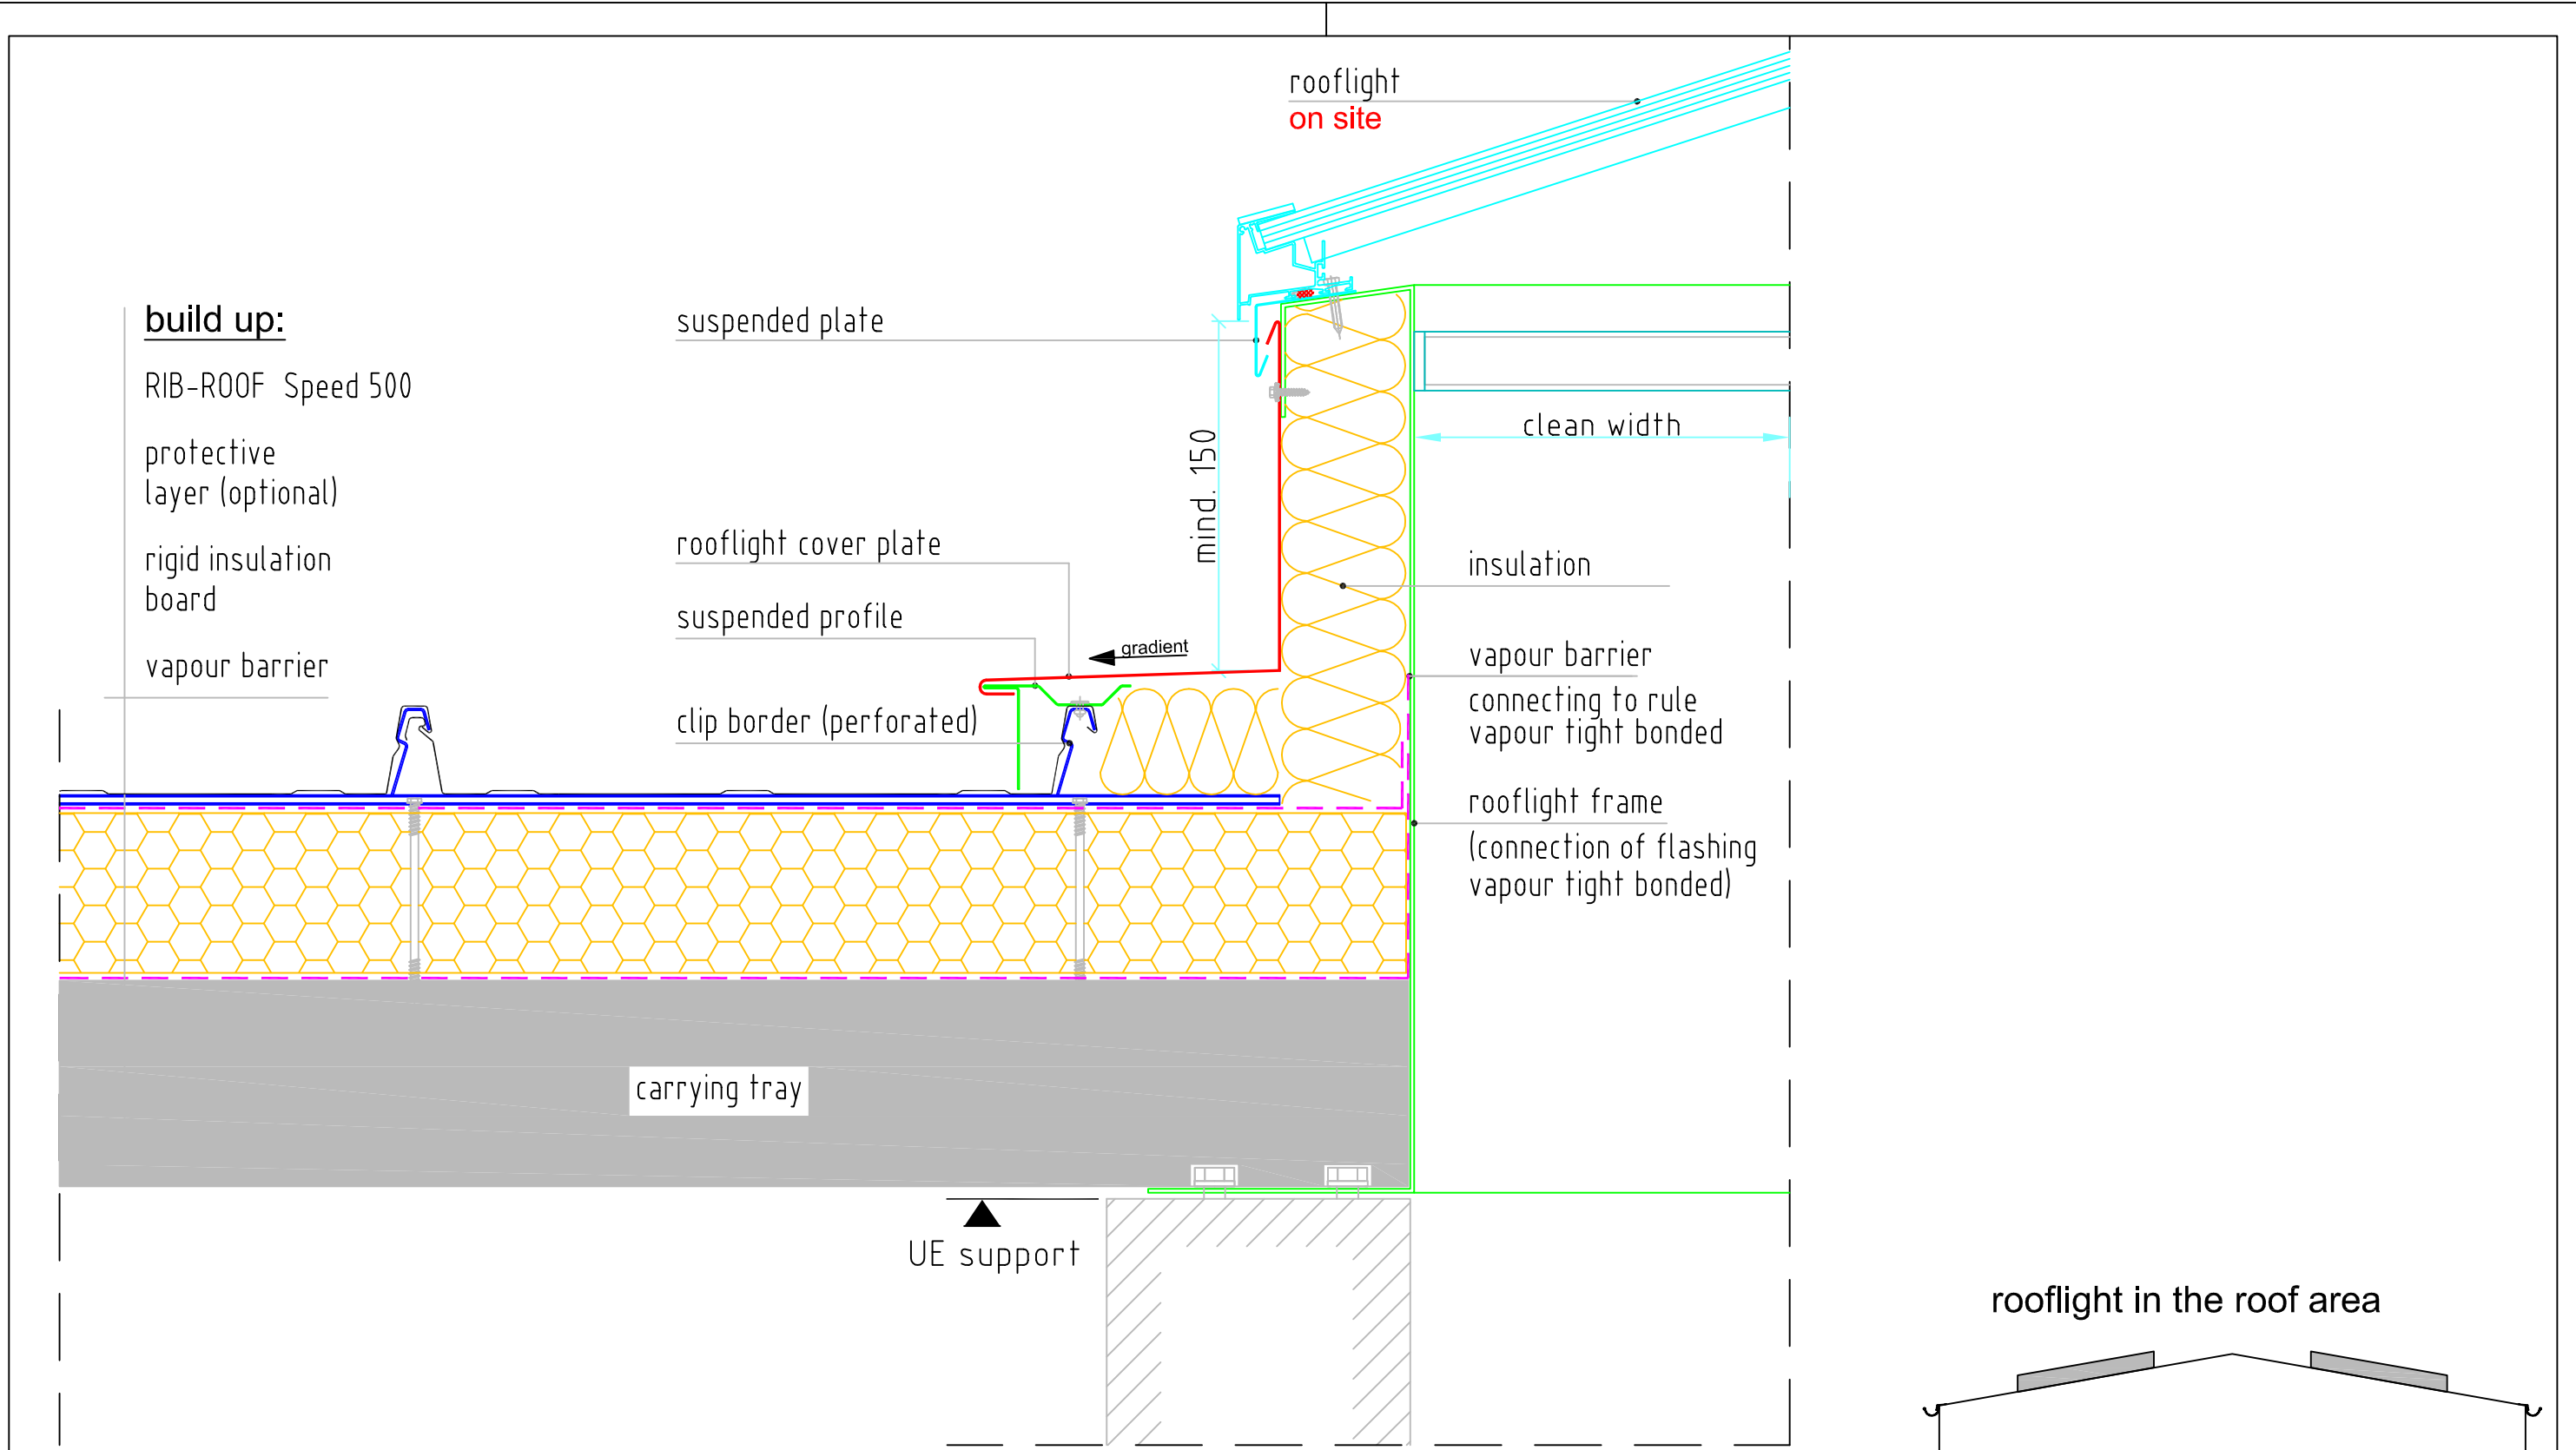 rooflight
on site
build up:
RIB-ROOF Speed 500
protective
layer (optional)
rigid insulation
board
vapour barrier
suspended plate
rooflight cover plate
suspended profile
clip border (perforated)
mind. 150
gradient
clean width
insulation
vapour barrier
connecting to rule
vapour tight bonded
rooflight frame
(connection of flashing
vapour tight bonded)
carrying tray
UE support
rooflight in the roof area